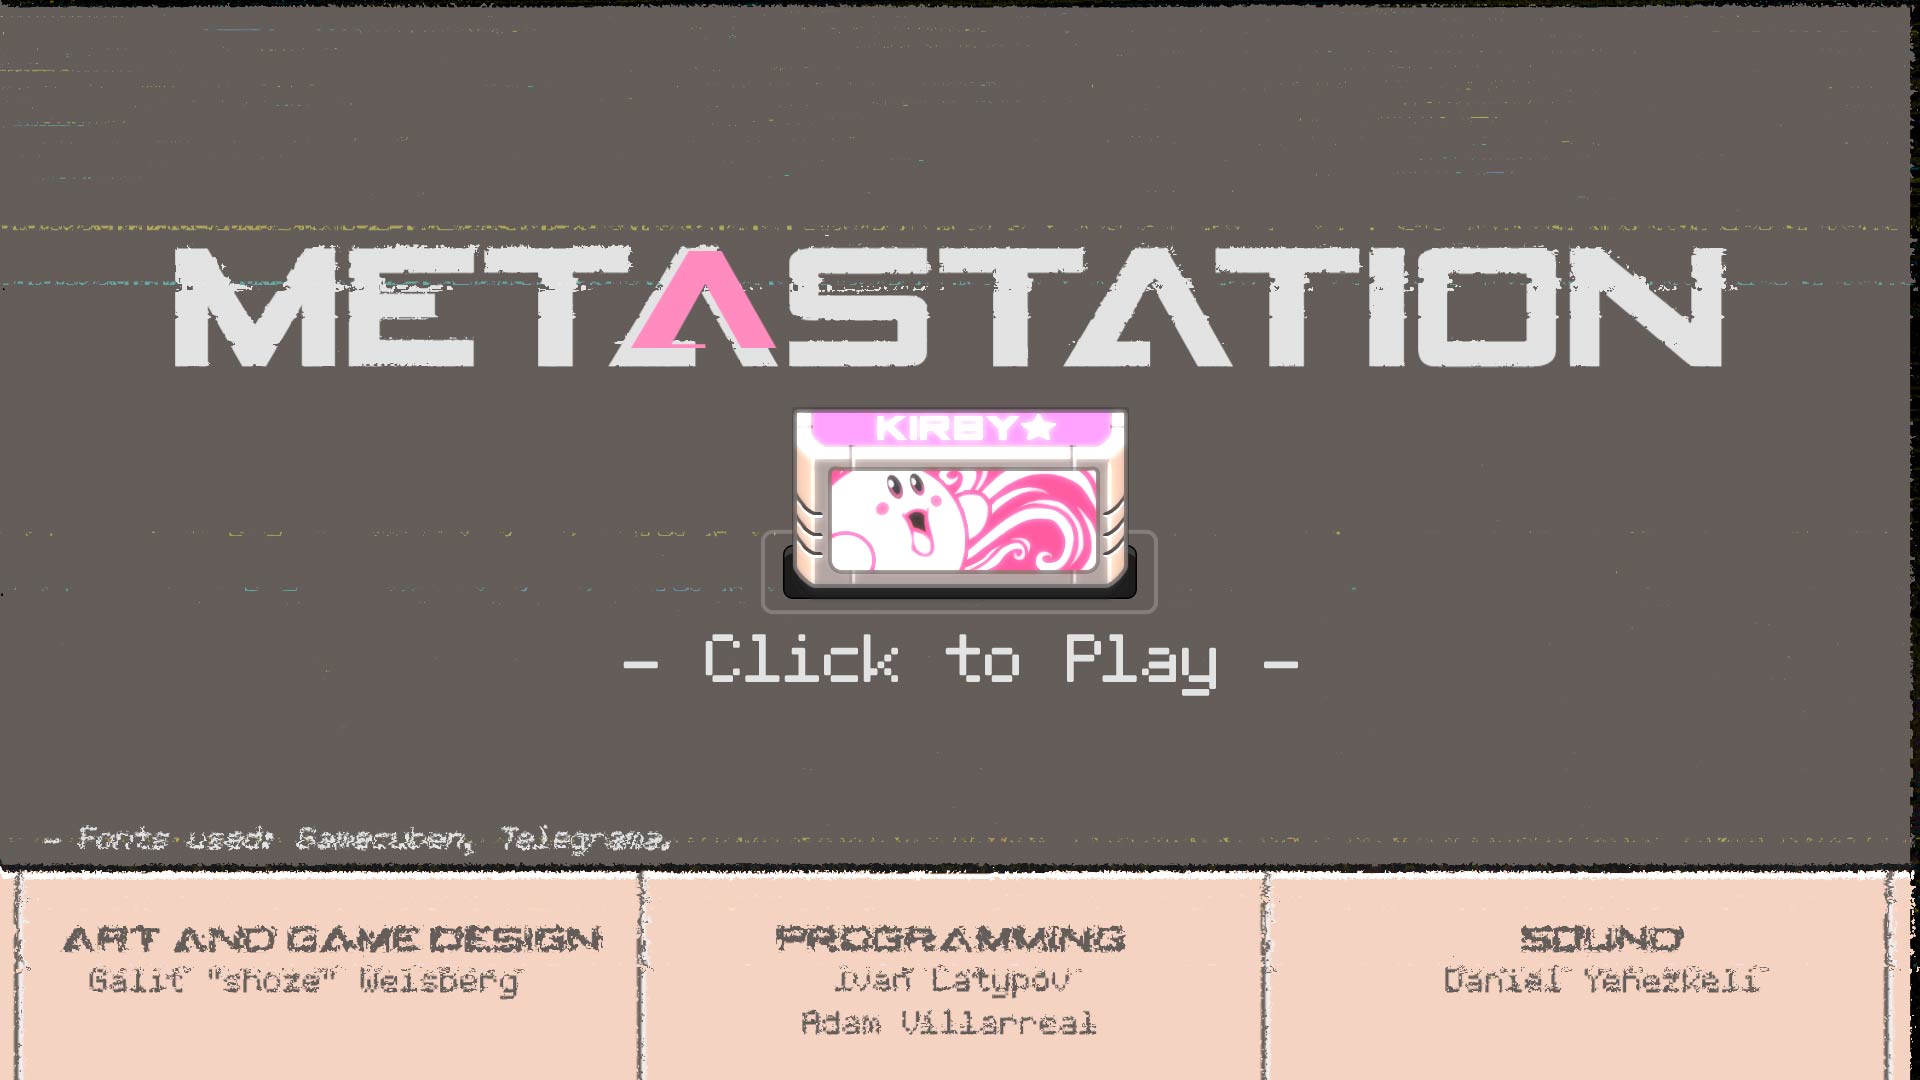 METASTATION
KIRBY★
- Click to Play -
- Fonts used: Gamecuben, Telegrama.
ART AND GAME DESIGN
Galit "shoze" Weisberg
PROGRAMMING
Ivan Latypov
Adam Villarreal
SOUND
Daniel Yehezkeli